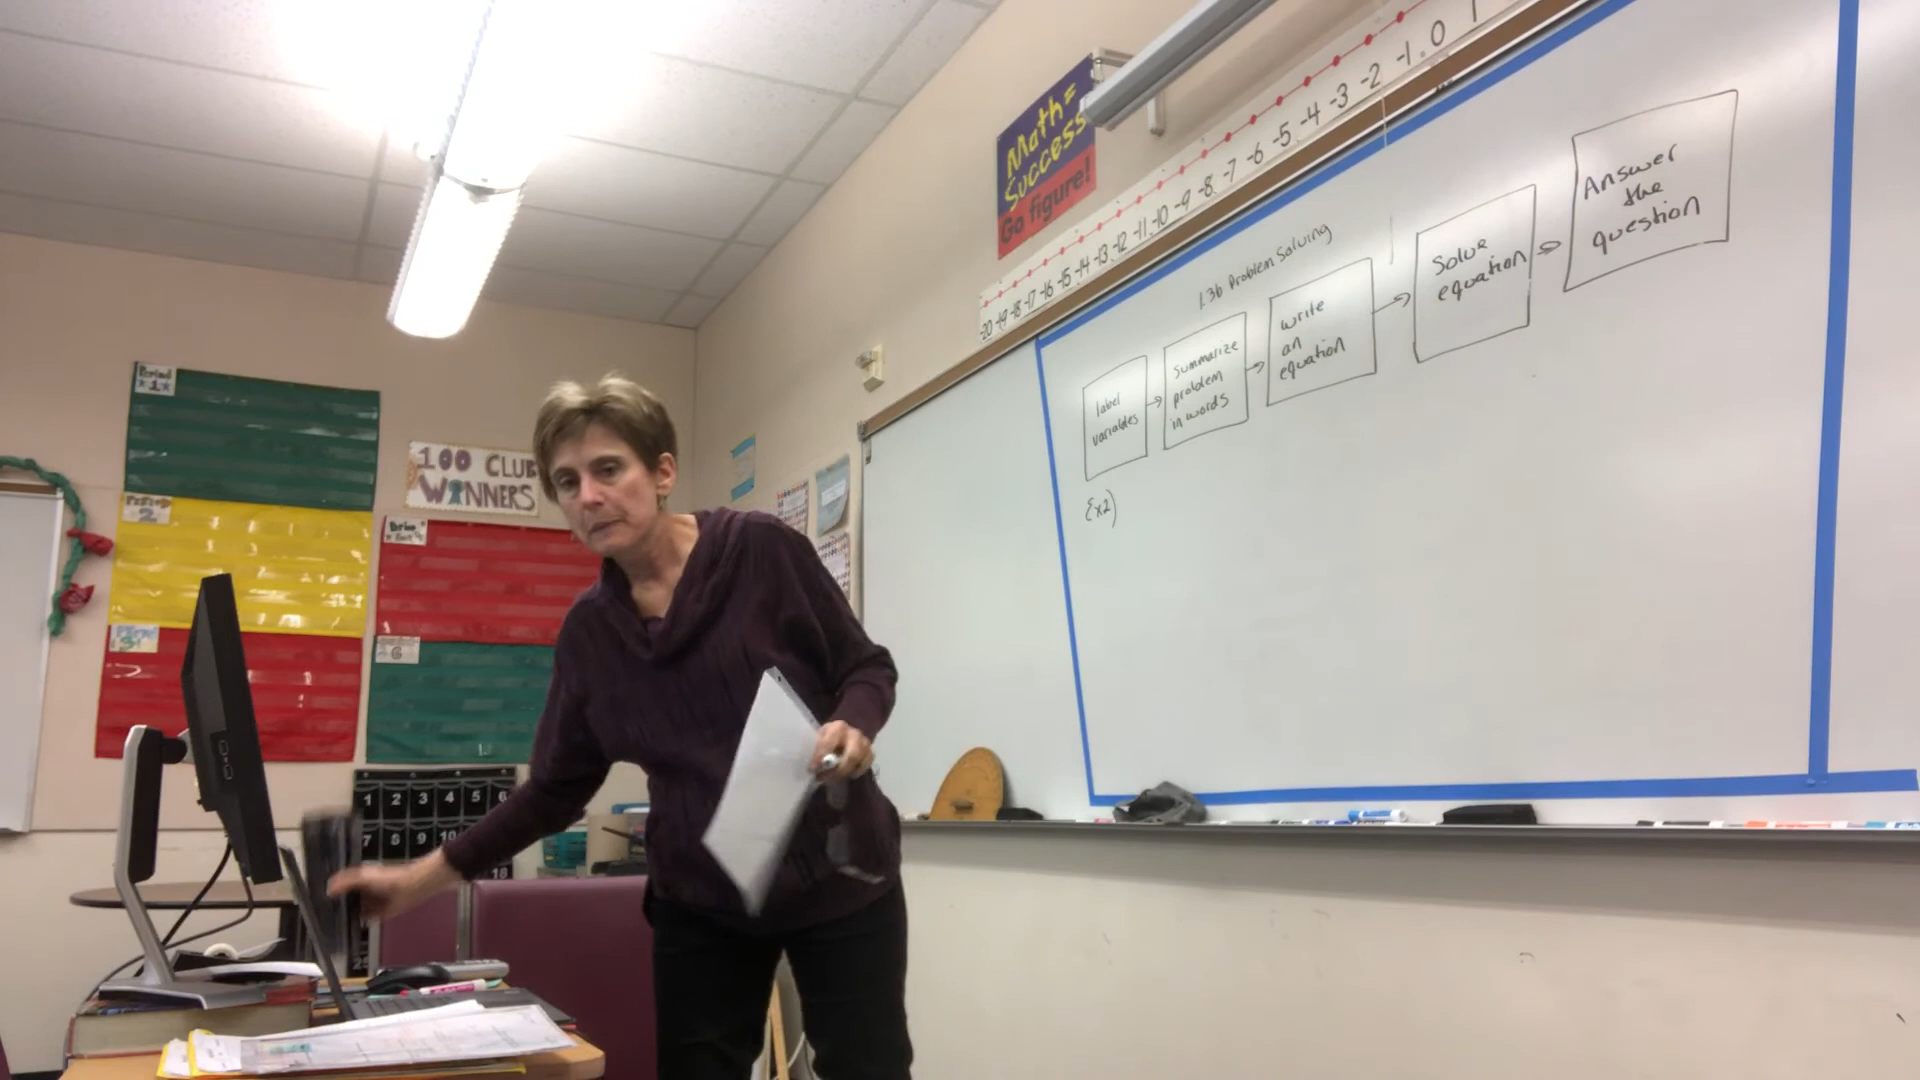 Math =
Success
Go figure!
-20 -19 -18 -17 -16 -15 -14 -13 -12 -11 -10 -9 -8 -7 -6 -5 -4 -3 -2 -1 0 1
1.3b Problem Solving
label
variables
summarize
problem
in words
write
an
equation
Solve
equation
Answer
the
question
Ex2)
Period
1
100 CLUB
WINNERS
2
3
6
1 2 3 4 5 6
7 8 9 10
18